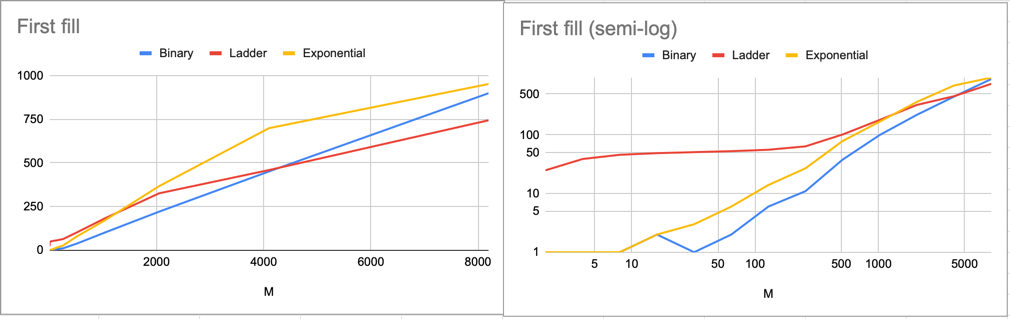 First fill
Binary Ladder Exponential
1000
750
500
250
0
2000 4000 6000 8000
M
First fill (semi-log)
Binary Ladder Exponential
500
100
50
10
5
1
5 10 50 100 500 1000 5000
M